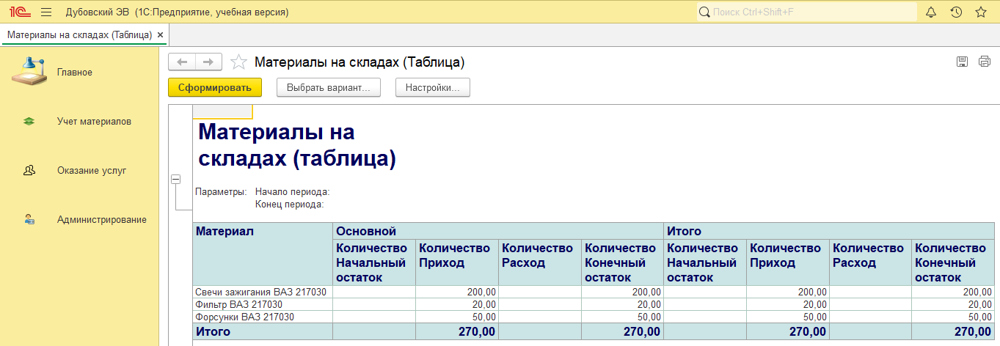 1С Дубовский ЭВ (1С:Предприятие, учебная версия) Поиск Ctrl+Shift+F
Материалы на складах (Таблица) ×
Главное
Учет материалов
Оказание услуг
Администрирование
Материалы на складах (Таблица)
Сформировать Выбрать вариант... Настройки...
Материалы на
складах (таблица)
Параметры: Начало периода:
Конец периода:
Материал Основной Итого
Количество Количество Количество Количество Количество Количество Количество Количество
Начальный Приход Расход Конечный Начальный Приход Расход Конечный
остаток остаток остаток остаток
Свечи зажигания ВАЗ 217030 200,00 200,00 200,00 200,00
Фильтр ВАЗ 217030 20,00 20,00 20,00 20,00
Форсунки ВАЗ 217030 50,00 50,00 50,00 50,00
Итого 270,00 270,00 270,00 270,00